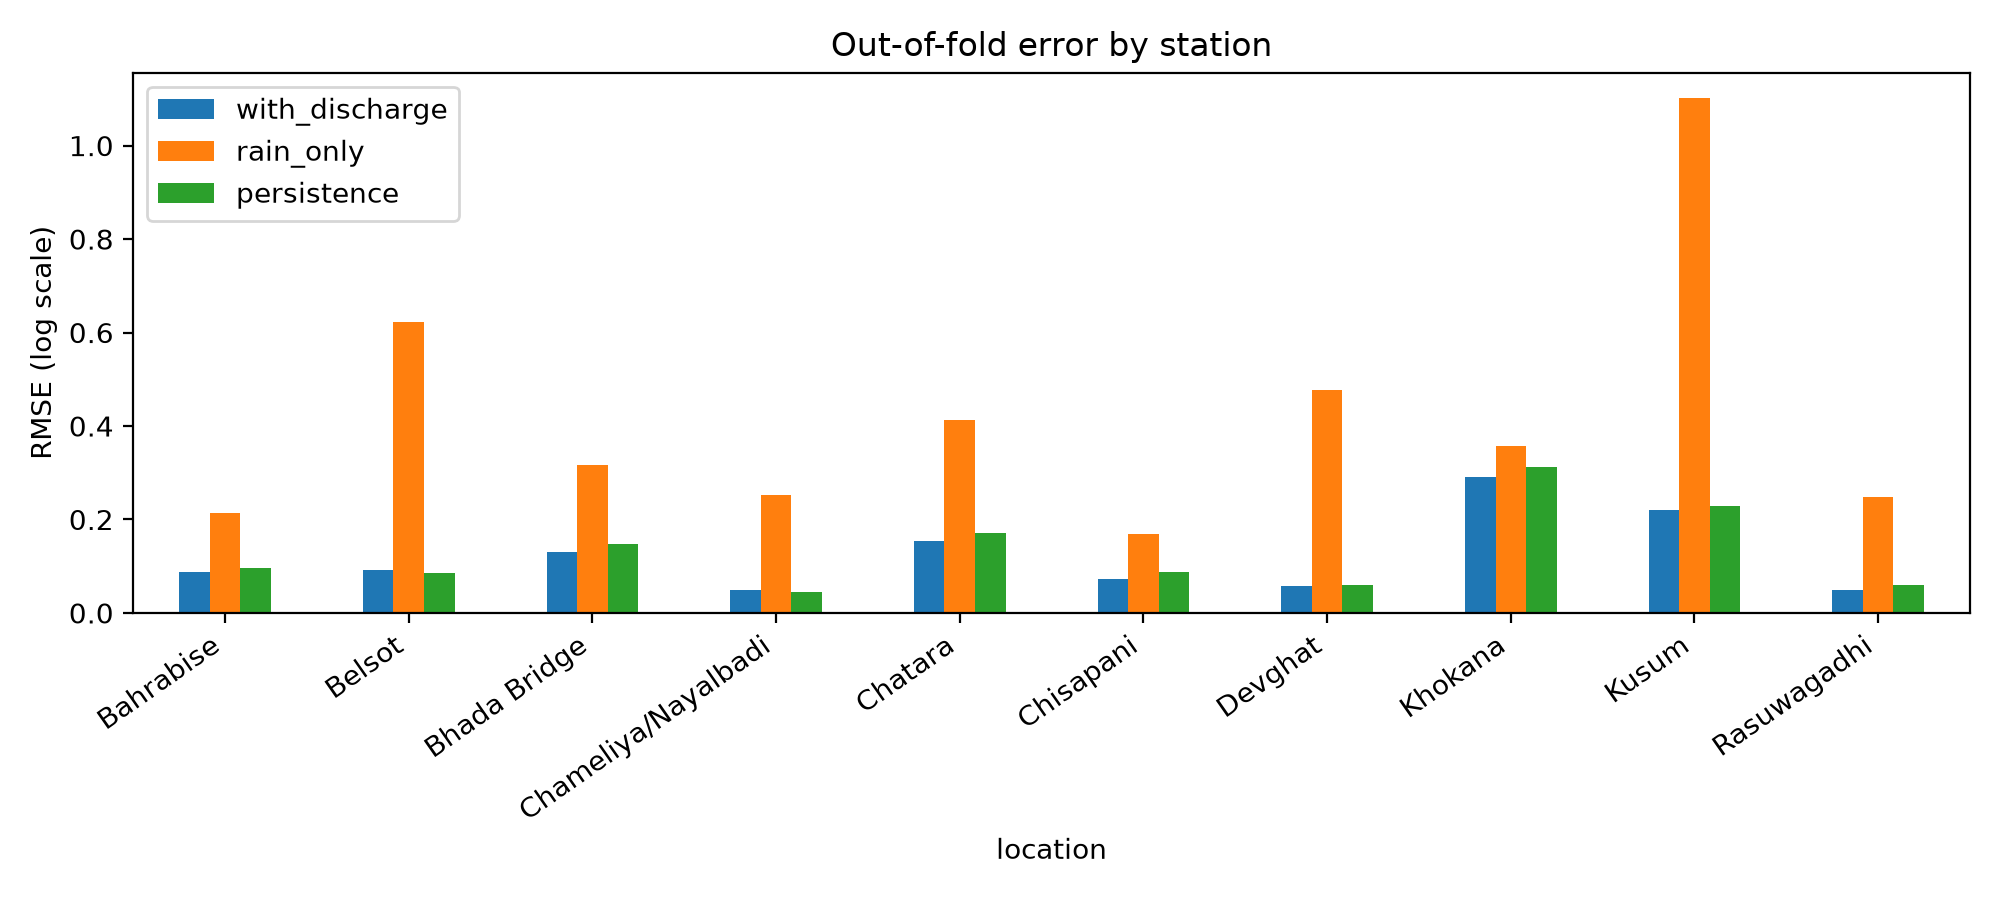 Out-of-fold error by station
with_discharge
rain_only
persistence
RMSE (log scale)
1.0
0.8
0.6
0.4
0.2
0.0
Bahrabise
Belsot
Bhada Bridge
Chameliya/Nayalbadi
Chatara
Chisapani
Devghat
Khokana
Kusum
Rasuwagadhi
location